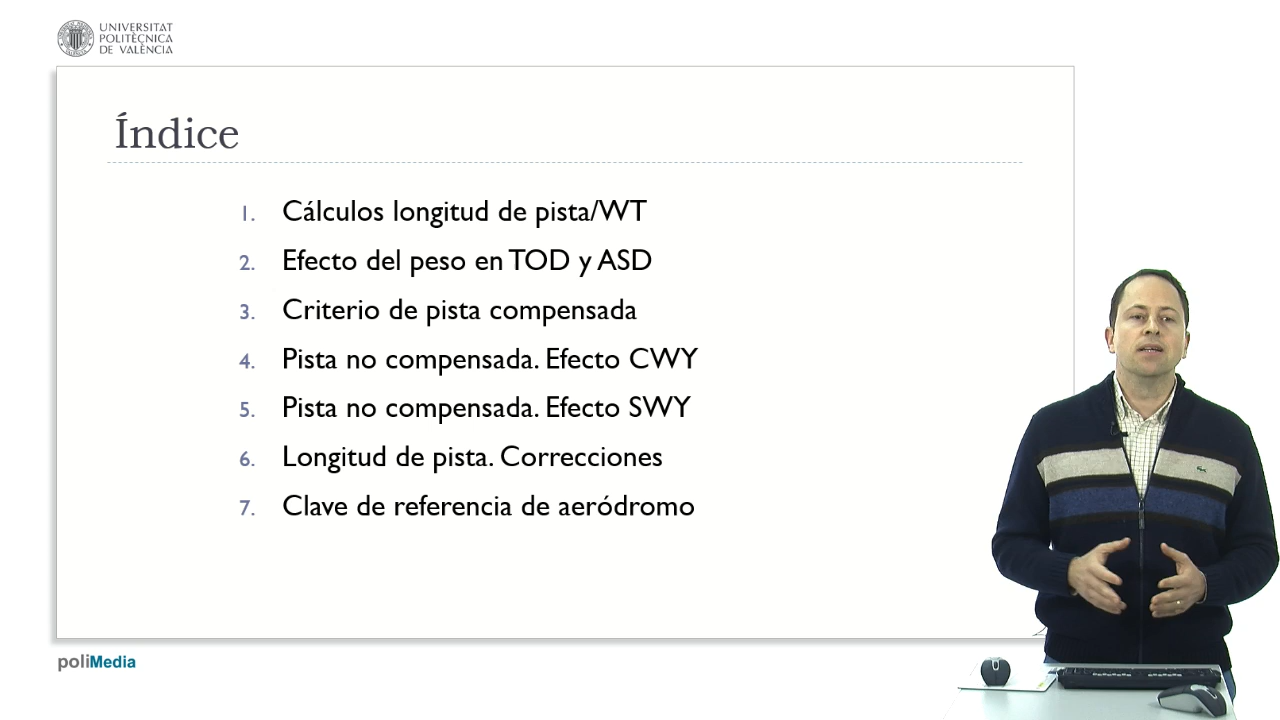 UNIVERSITAT
POLITÈCNICA
DE VALÈNCIA
Índice
1. Cálculos longitud de pista/WT
2. Efecto del peso en TOD y ASD
3. Criterio de pista compensada
4. Pista no compensada. Efecto CWY
5. Pista no compensada. Efecto SWY
6. Longitud de pista. Correcciones
7. Clave de referencia de aeródromo
poliMedia